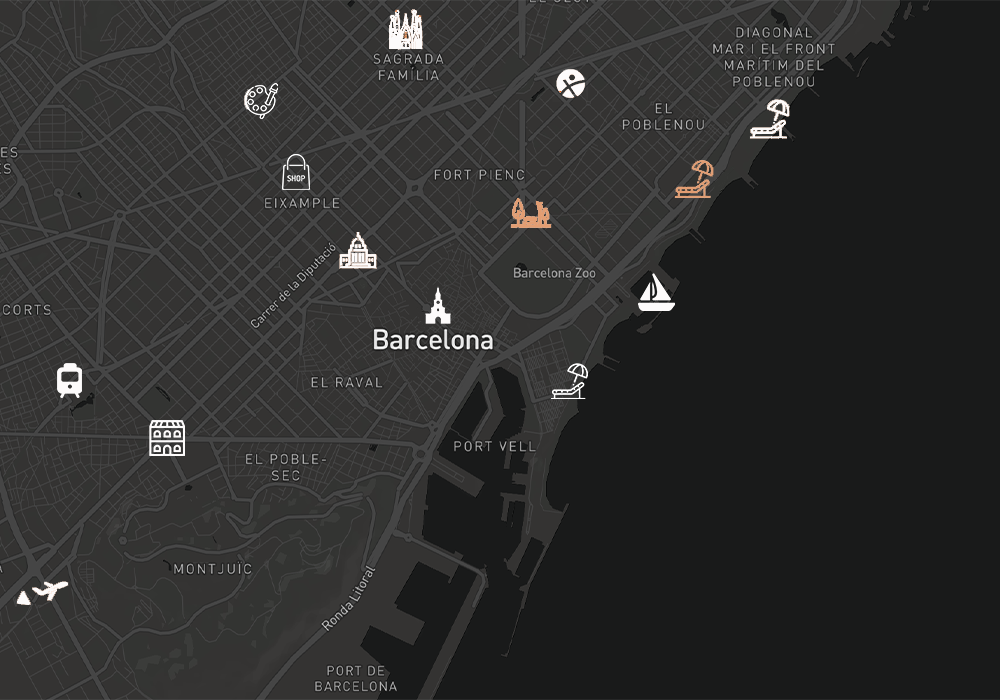 DIAGONAL
MAR I EL FRONT
MARÍTIM DEL
POBLENOU
SAGRADA
FAMÍLIA
EL
POBLENOU
ES
S
FORT PIENC
SHOP
EIXAMPLE
Carrer de la Diputació
Barcelona Zoo
CORTS
Barcelona
EL RAVAL
PORT VELL
EL POBLE-
SEC
MONTJUÏC
Ronda Litoral
PORT DE
BARCELONA